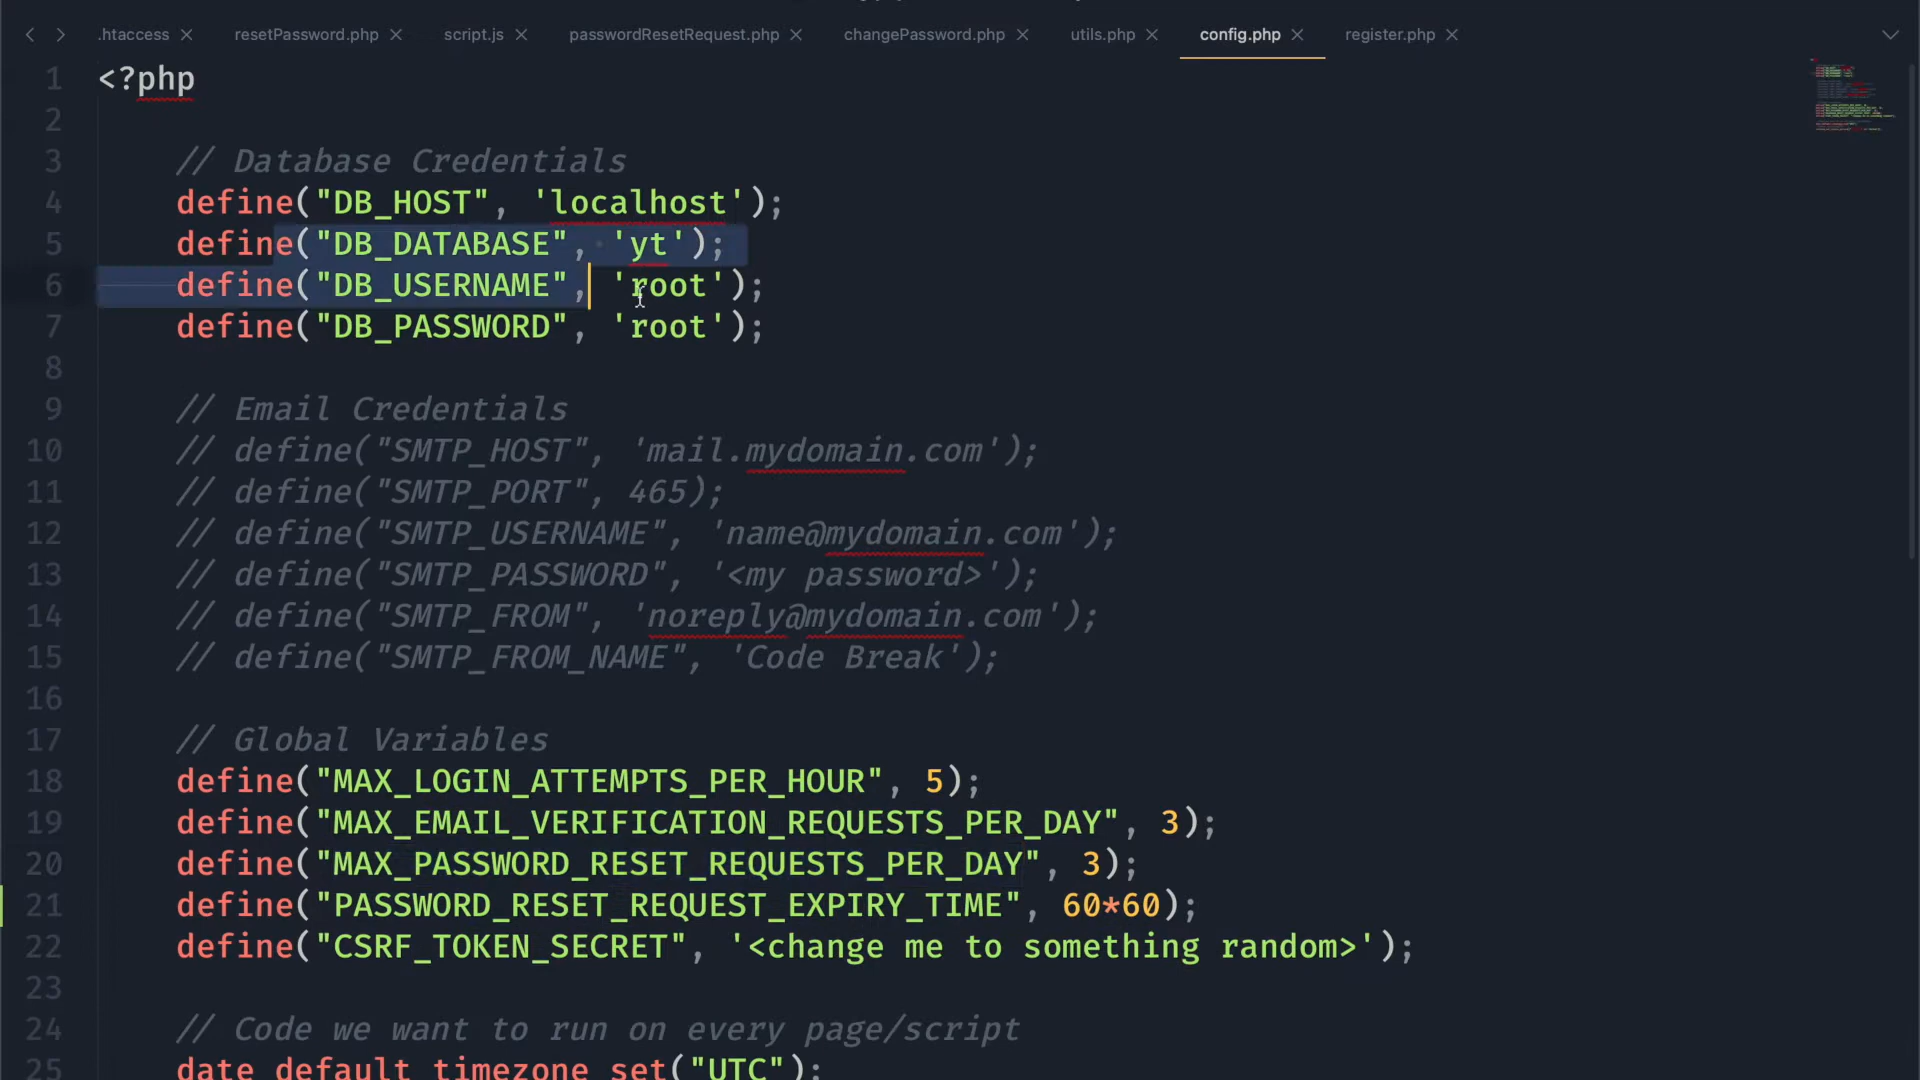 .htaccess resetPassword.php script.js passwordResetRequest.php changePassword.php utils.php config.php register.php
1 <?php
2
3 // Database Credentials
4 define("DB_HOST", 'localhost');
5 define("DB_DATABASE", 'yt');
6 define("DB_USERNAME", 'root');
7 define("DB_PASSWORD", 'root');
8
9 // Email Credentials
10 // define("SMTP_HOST", 'mail.mydomain.com');
11 // define("SMTP_PORT", 465);
12 // define("SMTP_USERNAME", 'name@mydomain.com');
13 // define("SMTP_PASSWORD", '<my password>');
14 // define("SMTP_FROM", 'noreply@mydomain.com');
15 // define("SMTP_FROM_NAME", 'Code Break');
16
17 // Global Variables
18 define("MAX_LOGIN_ATTEMPTS_PER_HOUR", 5);
19 define("MAX_EMAIL_VERIFICATION_REQUESTS_PER_DAY", 3);
20 define("MAX_PASSWORD_RESET_REQUESTS_PER_DAY", 3);
21 define("PASSWORD_RESET_REQUEST_EXPIRY_TIME", 60*60);
22 define("CSRF_TOKEN_SECRET", '<change me to something random>');
23
24 // Code we want to run on every page/script
25 date_default_timezone_set("UTC");